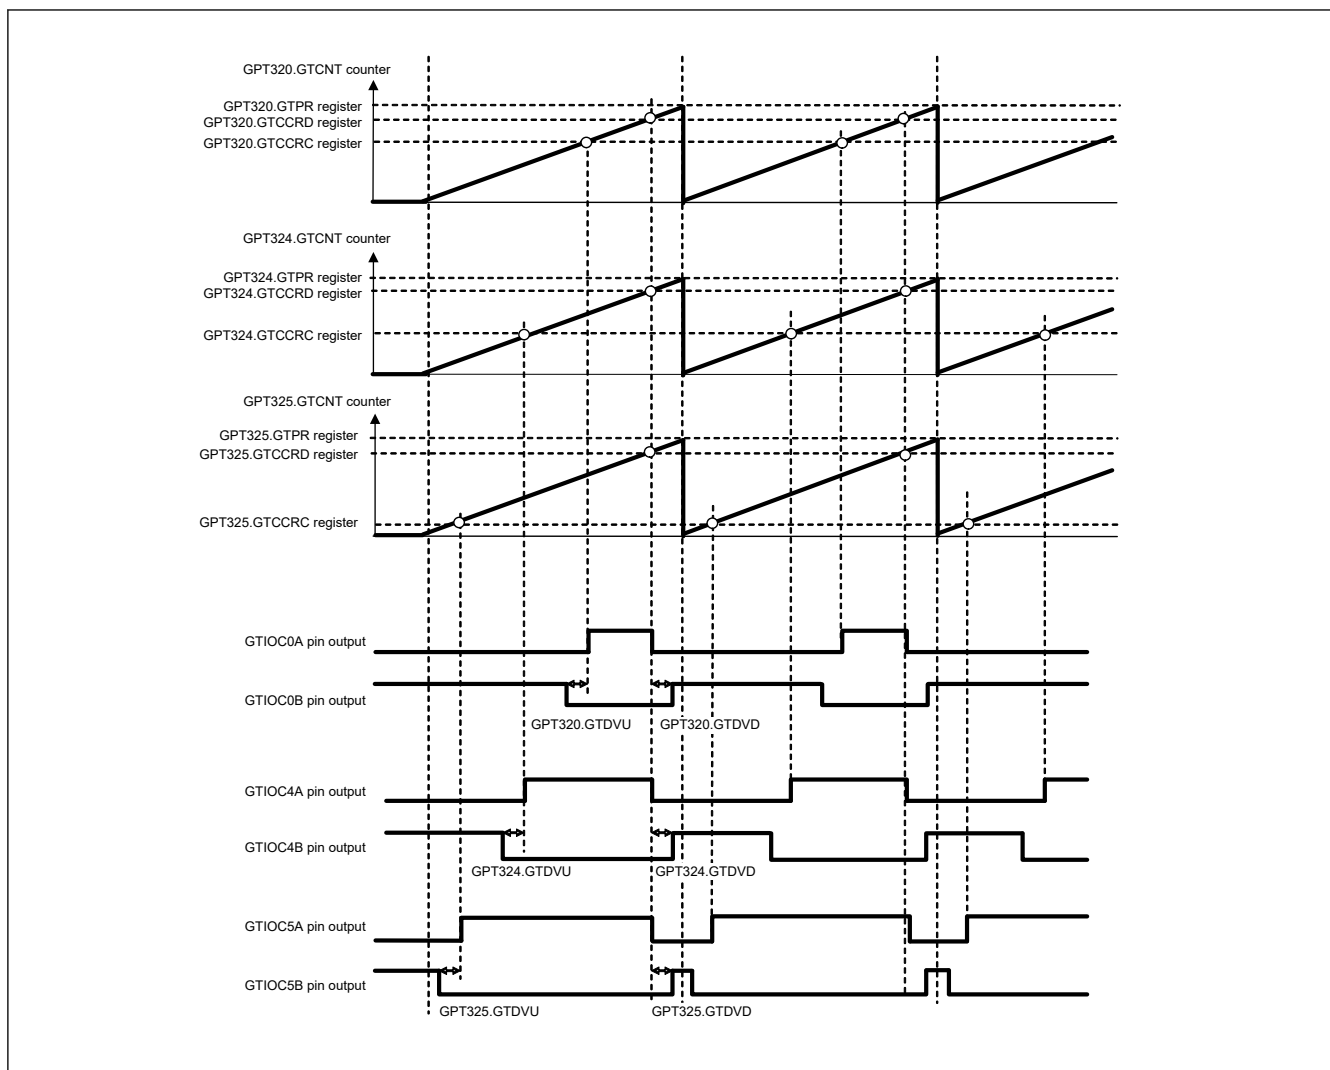 GPT320.GTCNT counter
GPT320.GTPR register
GPT320.GTCCRD register
GPT320.GTCCRC register
GPT324.GTCNT counter
GPT324.GTPR register
GPT324.GTCCRD register
GPT324.GTCCRC register
GPT325.GTCNT counter
GPT325.GTPR register
GPT325.GTCCRD register
GPT325.GTCCRC register
GTIOC0A pin output
GTIOC0B pin output
GPT320.GTDVU GPT320.GTDVD
GTIOC4A pin output
GTIOC4B pin output
GPT324.GTDVU GPT324.GTDVD
GTIOC5A pin output
GTIOC5B pin output
GPT325.GTDVU GPT325.GTDVD